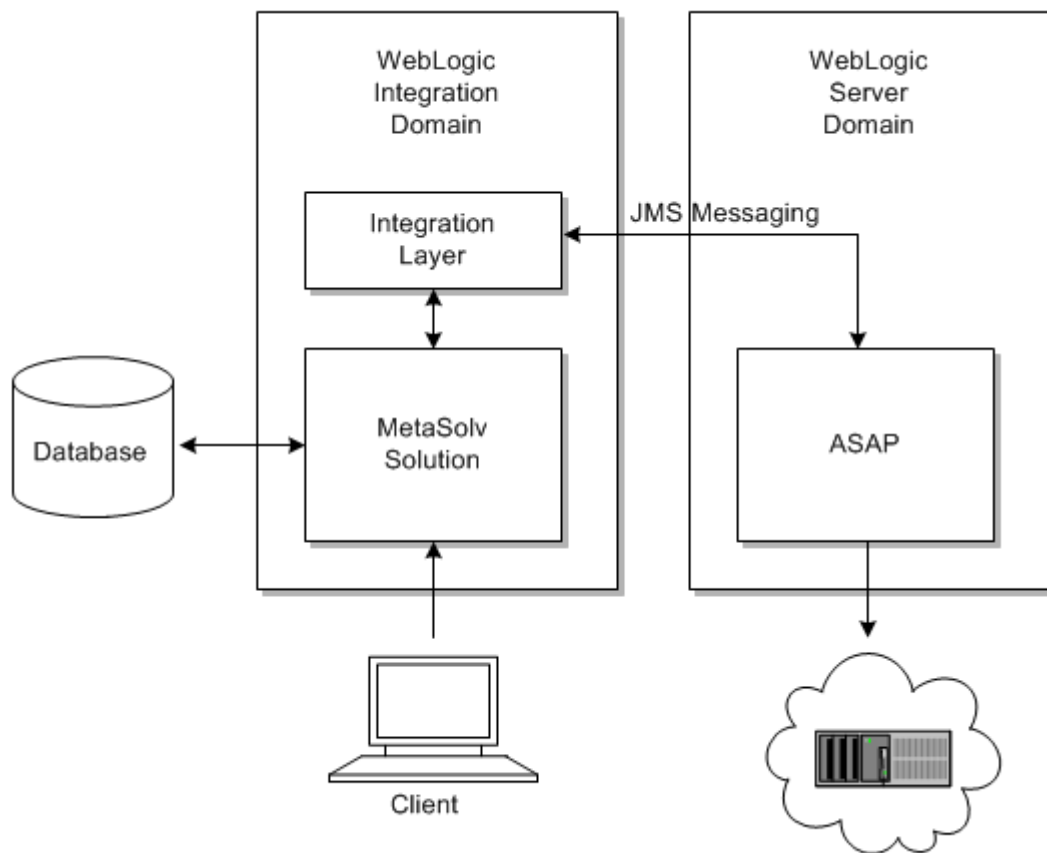 WebLogic
Integration
Domain
WebLogic
Server
Domain
Integration
Layer
JMS Messaging
MetaSolv
Solution
ASAP
Database
Client